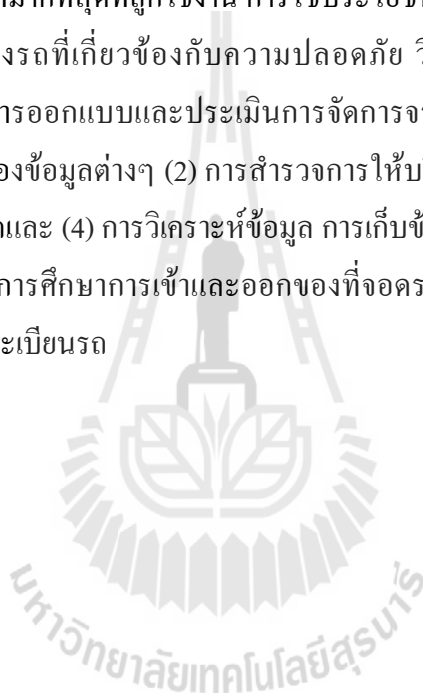 ามากที่สุดที่ถูกใช้งาน การใช้ประโยชน์
งรถที่เกี่ยวข้องกับความปลอดภัย วิ
ารออกแบบและประเมินการจัดการจร
องข้อมูลต่างๆ (2) การสำรวจการให้บริ
าและ (4) การวิเคราะห์ข้อมูล การเก็บข้
การศึกษาการเข้าและออกของที่จอดร
ะเบียนรถ
มหาวิทยาลัยเทคโนโลยีสุรนารี